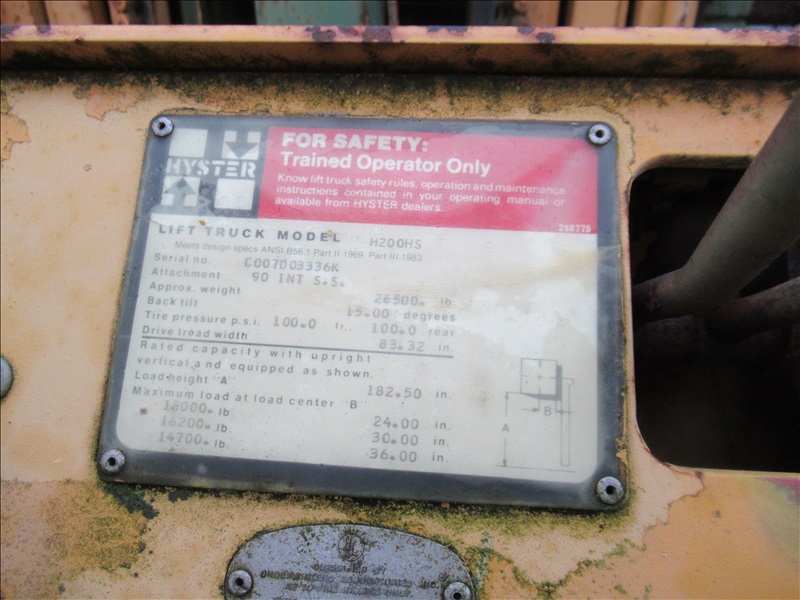 HYSTER
FOR SAFETY:
Trained Operator Only
Know lift truck safety rules, operation and maintenance
instructions contained in your operating manual or
available from HYSTER dealers.
268775
LIFT TRUCK MODEL H200HS
Meets design specs ANSI B56.1 Part II 1969 Part III 1983
Serial no. C007D03336K
Attachment 90 INT S.S.
Approx. weight 26500. lb.
Back tilt 15.00 degrees
Tire pressure p.s.i. 100.0 fr. 100.0 rear
Drive tread width 83.32 in.
Rated capacity with upright
vertical and equipped as shown.
Load height "A" 182.50 in.
Maximum load at load center "B"
18000. lb. 24.00 in.
16200. lb 30.00 in.
14700. lb 36.00 in.
A
B
UL